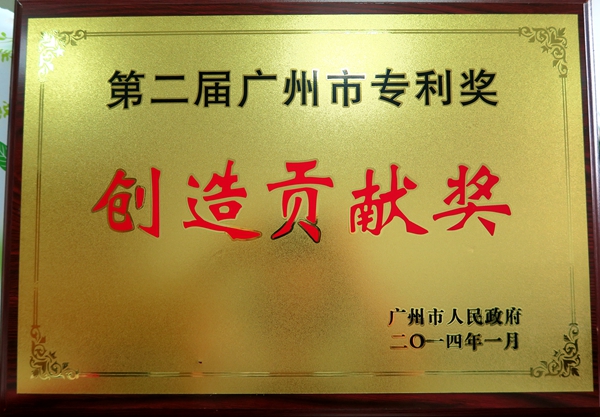 第二届广州市专利奖
创造贡献奖
广州市人民政府
二〇一四年一月